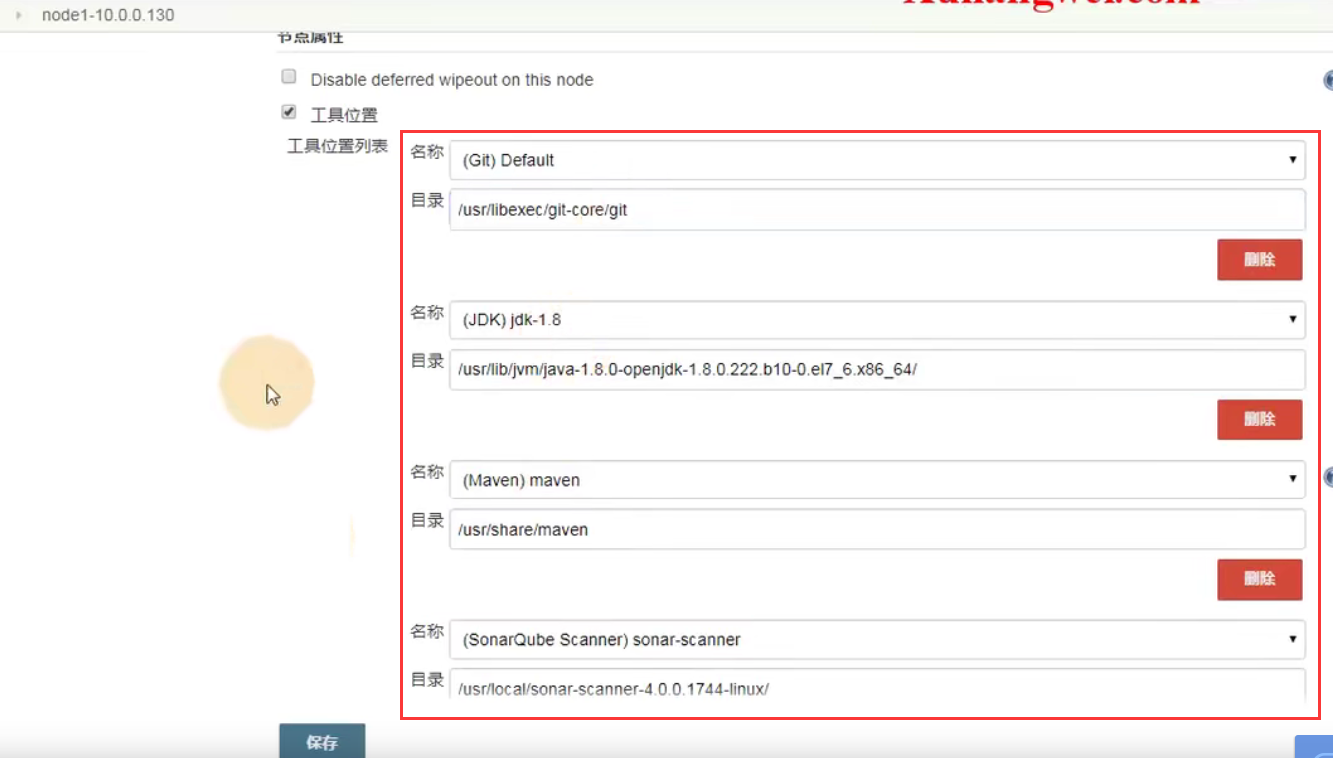 node1-10.0.0.130
节点属性
Disable deferred wipeout on this node
工具位置
工具位置列表
名称 (Git) Default
目录 /usr/libexec/git-core/git
删除
名称 (JDK) jdk-1.8
目录 /usr/lib/jvm/java-1.8.0-openjdk-1.8.0.222.b10-0.el7_6.x86_64/
删除
名称 (Maven) maven
目录 /usr/share/maven
删除
名称 (SonarQube Scanner) sonar-scanner
目录 /usr/local/sonar-scanner-4.0.0.1744-linux/
保存